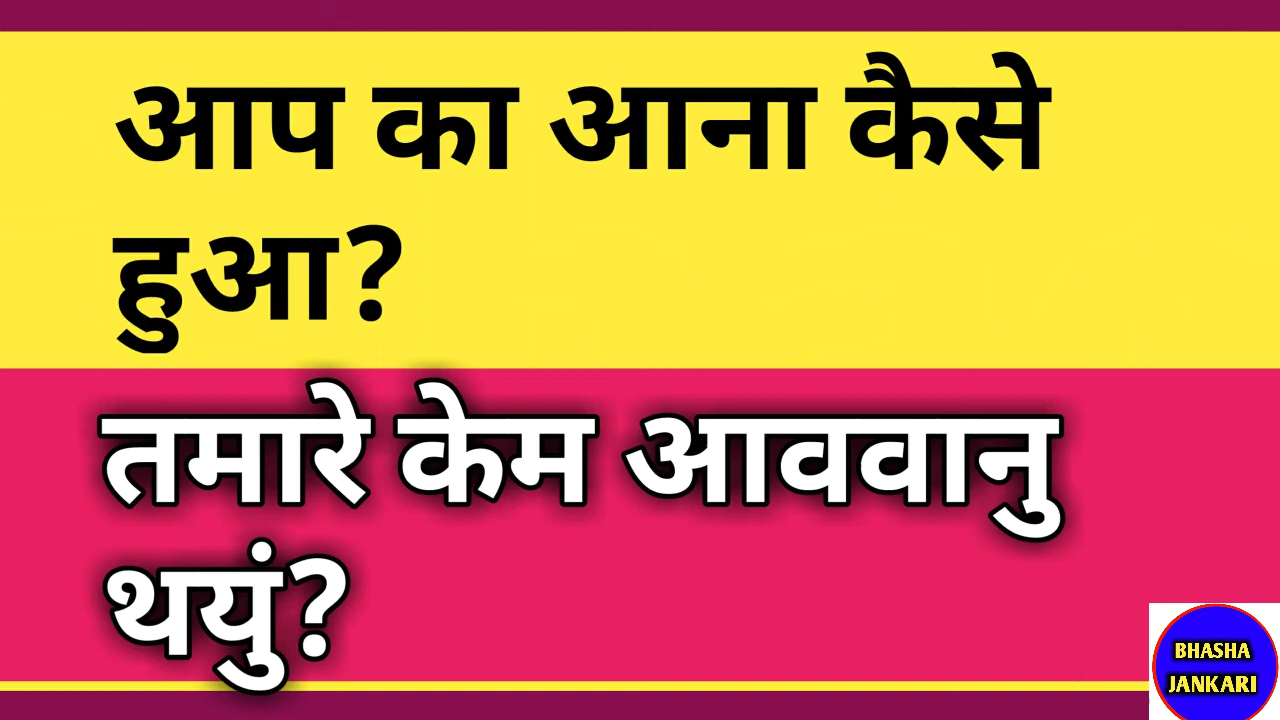 आप का आना कैसे
हुआ?
तमारे केम आववानु
थयुं?
BHASHA
JANKARI